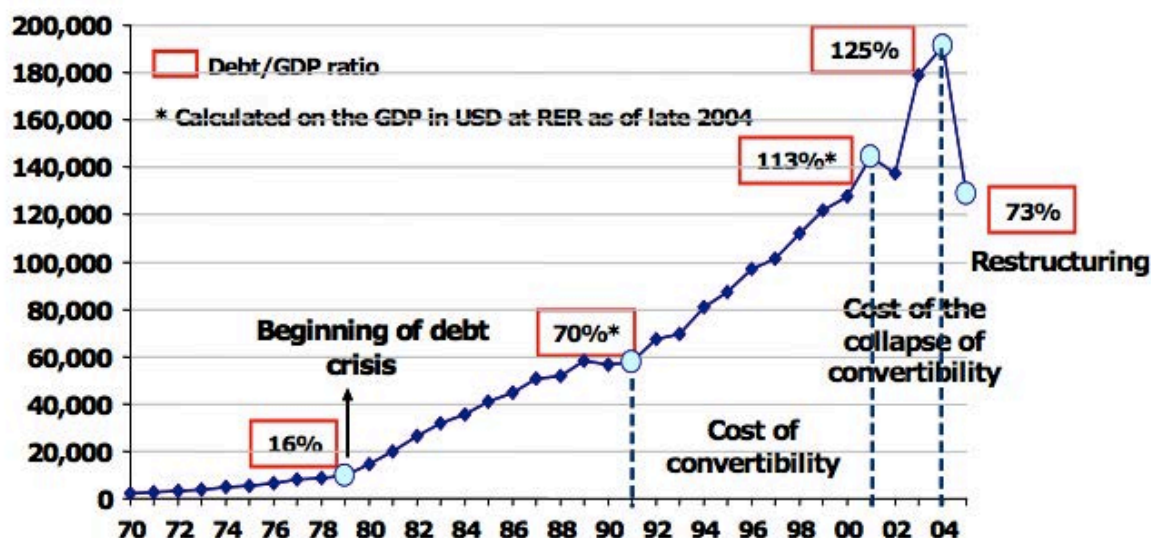 200,000
180,000
160,000
140,000
120,000
100,000
80,000
60,000
40,000
20,000
0
Debt/GDP ratio
* Calculated on the GDP in USD at RER as of late 2004
125%
113%*
73%
Restructuring
Beginning of debt
crisis
70%*
16%
Cost of the
collapse of
convertibility
Cost of
convertibility
70 72 74 76 78 80 82 84 86 88 90 92 94 96 98 00 02 04